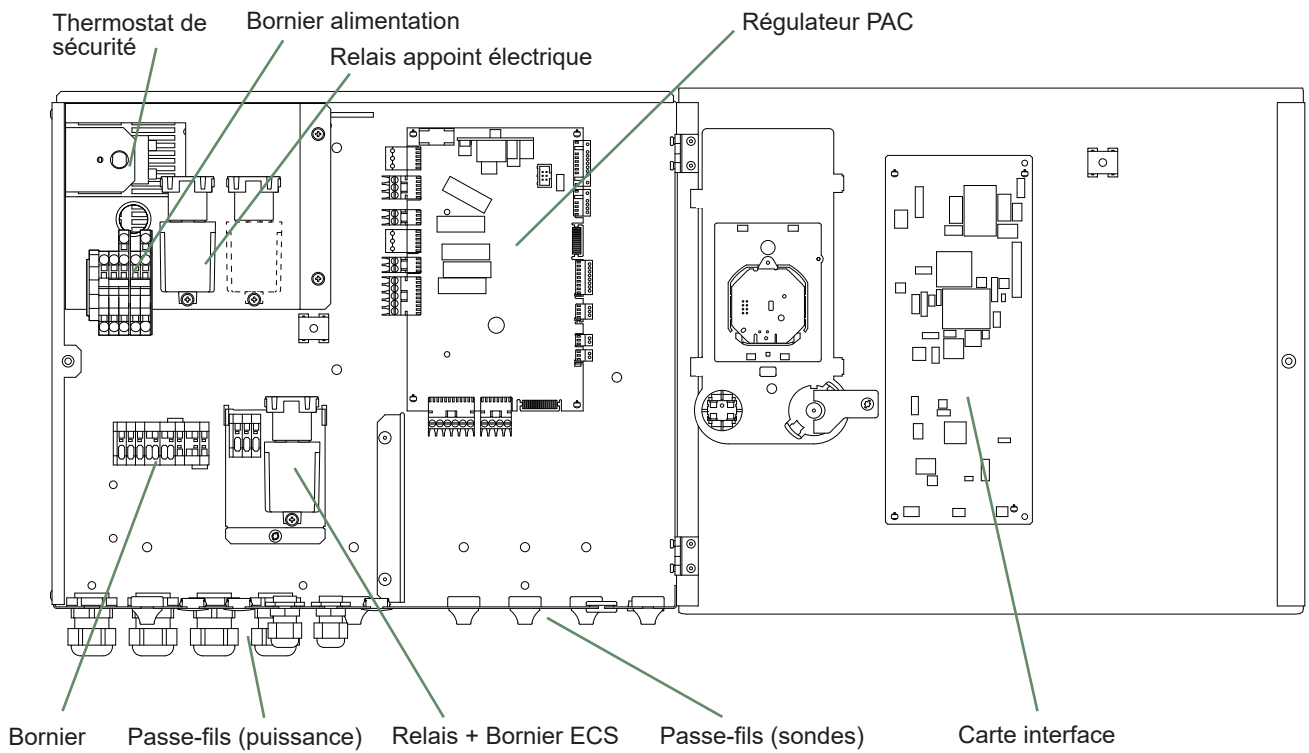 Thermostat de
sécurité
Bornier alimentation
Relais appoint électrique
Régulateur PAC
Bornier
Passe-fils (puissance)
Relais + Bornier ECS
Passe-fils (sondes)
Carte interface